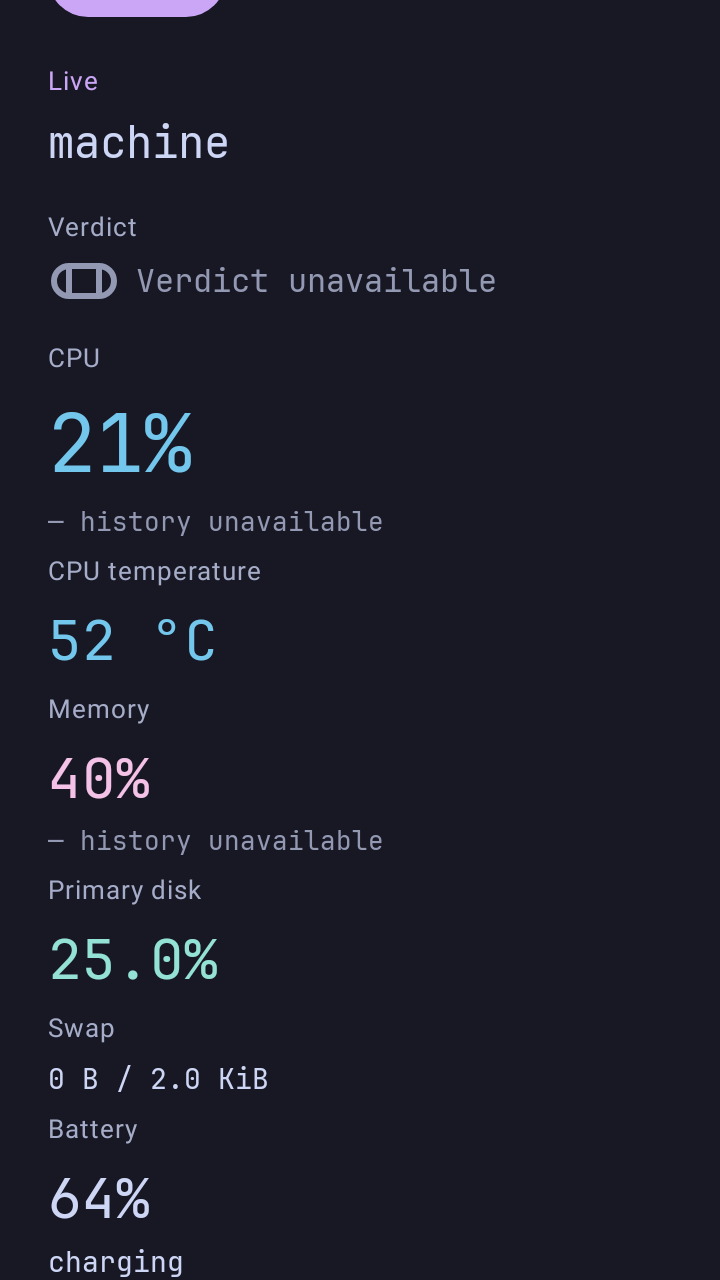 Live
machine
Verdict
Verdict unavailable
CPU
21%
— history unavailable
CPU temperature
52 °C
Memory
40%
— history unavailable
Primary disk
25.0%
Swap
0 B / 2.0 KiB
Battery
64%
charging